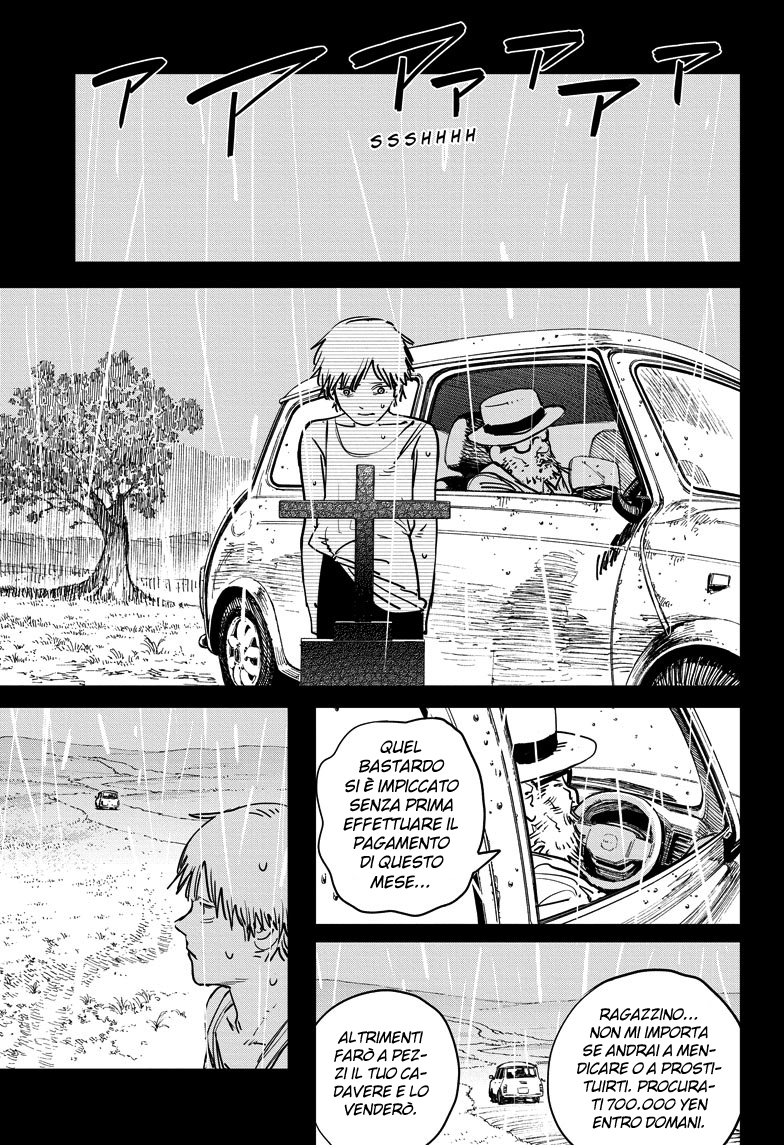 アアアァアアア
SSSHHHH
QUEL
BASTARDO
SI È IMPICCATO
SENZA PRIMA
EFFETTUARE IL
PAGAMENTO
DI QUESTO
MESE...
RAGAZZINO...
NON MI IMPORTA
SE ANDRAI A MEN-
DICARE O A PROSTI-
TUIRTI. PROCURA-
TI 700.000 YEN
ENTRO DOMANI.
ALTRIMENTI
FARÒ A PEZ-
ZI IL TUO CA-
DAVERE E LO
VENDERÒ.